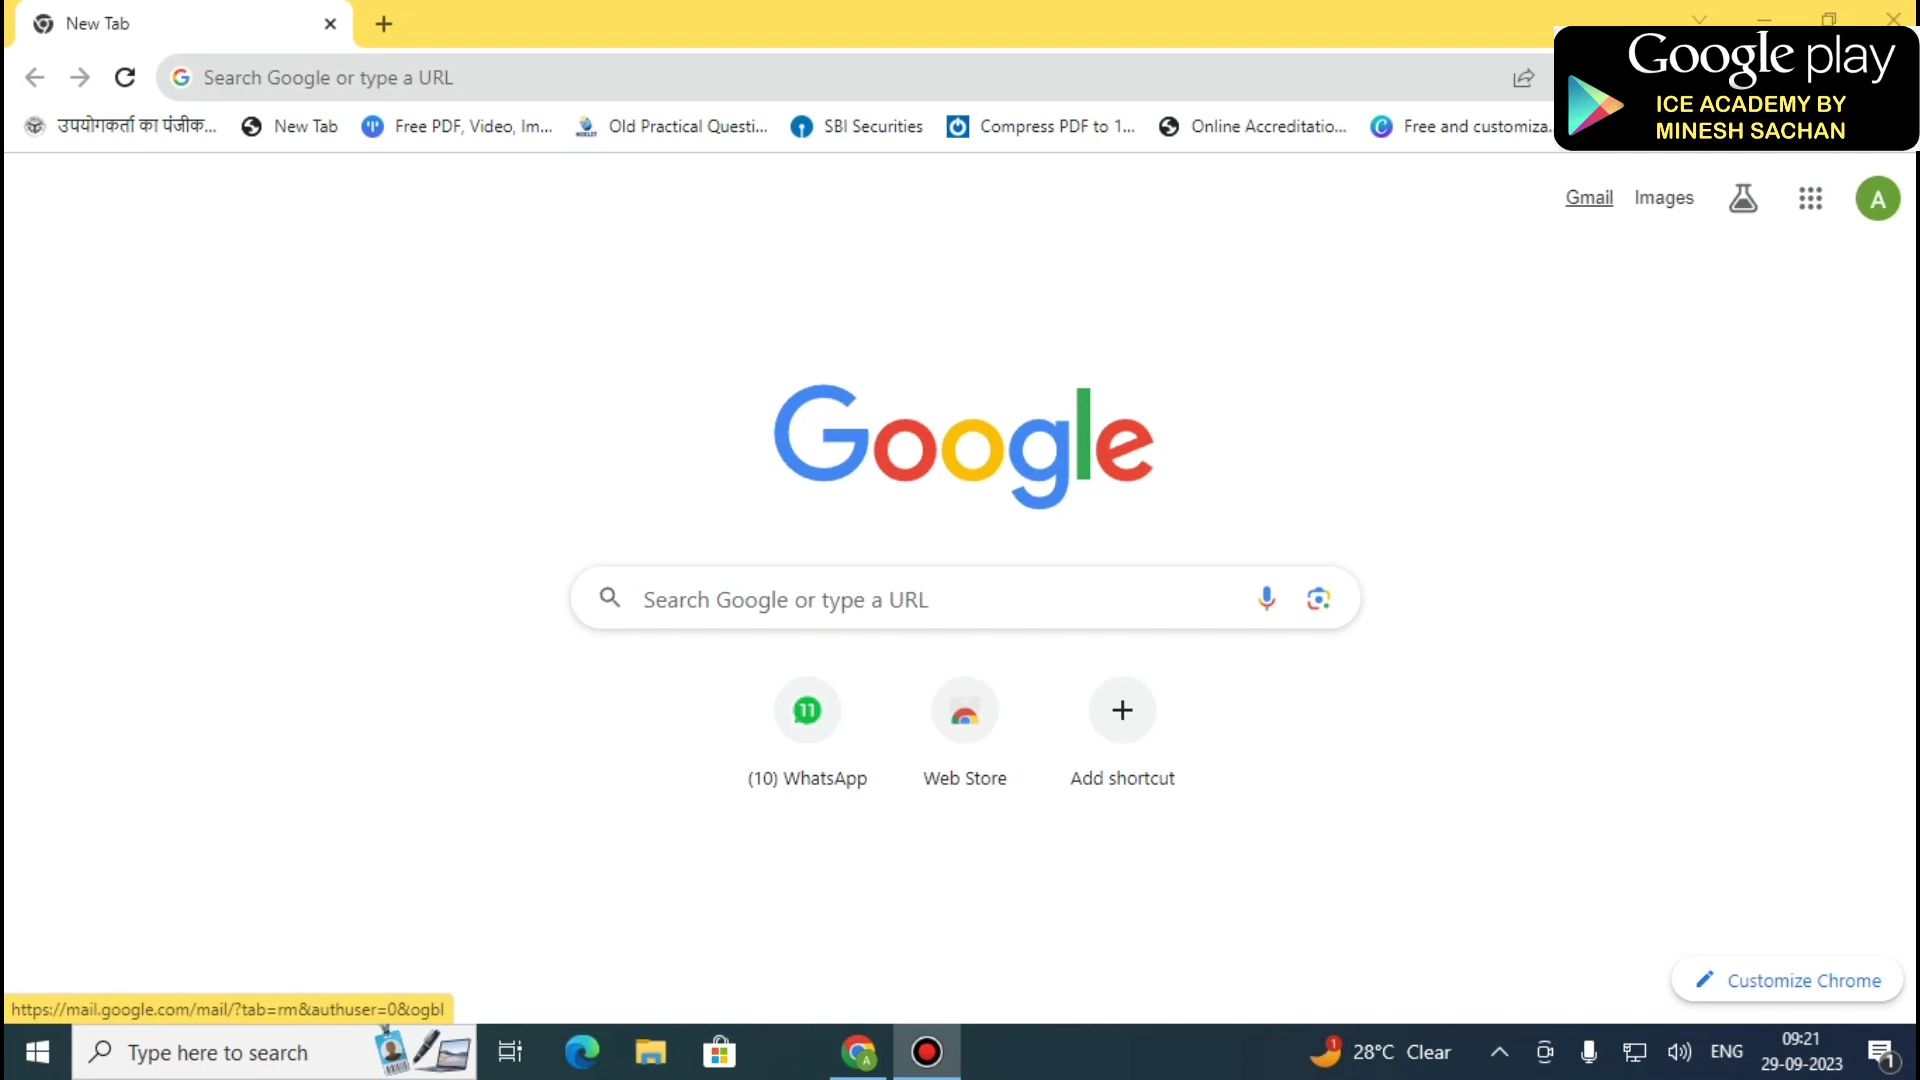 New Tab
Search Google or type a URL
Google play
ICE ACADEMY BY
MINESH SACHAN
उपयोगकर्ता का पंजीक...
New Tab
Free PDF, Video, Im...
Old Practical Questi...
SBI Securities
Compress PDF to 1...
Online Accreditatio...
Free and customiza...
Gmail
Images
A
Google
Search Google or type a URL
11
(10) WhatsApp
Web Store
Add shortcut
Customize Chrome
https://mail.google.com/mail/?tab=rm&authuser=0&ogbl
Type here to search
A
1
28°C Clear
ENG
09:21
29-09-2023
1